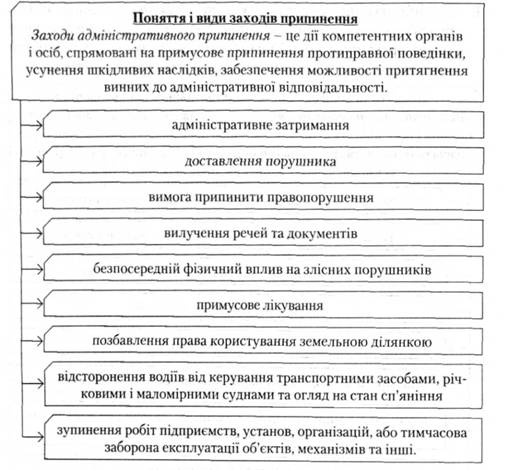 Поняття і види заходів припинення
Заходи адміністративного припинення – це дії компетентних органів
і осіб, спрямовані на примусове припинення протиправної поведінки,
усунення шкідливих наслідків, забезпечення можливості притягнення
винних до адміністративної відповідальності.
адміністративне затримання
доставлення порушника
вимога припинити правопорушення
вилучення речей та документів
безпосередній фізичний вплив на злісних порушників
примусове лікування
позбавлення права користування земельною ділянкою
відсторонення водіїв від керування транспортними засобами, річ-
ковими і маломірними суднами та огляд на стан сп'яніння
зупинення робіт підприємств, установ, організацій, або тимчасова
заборона експлуатації об'єктів, механізмів та інші.